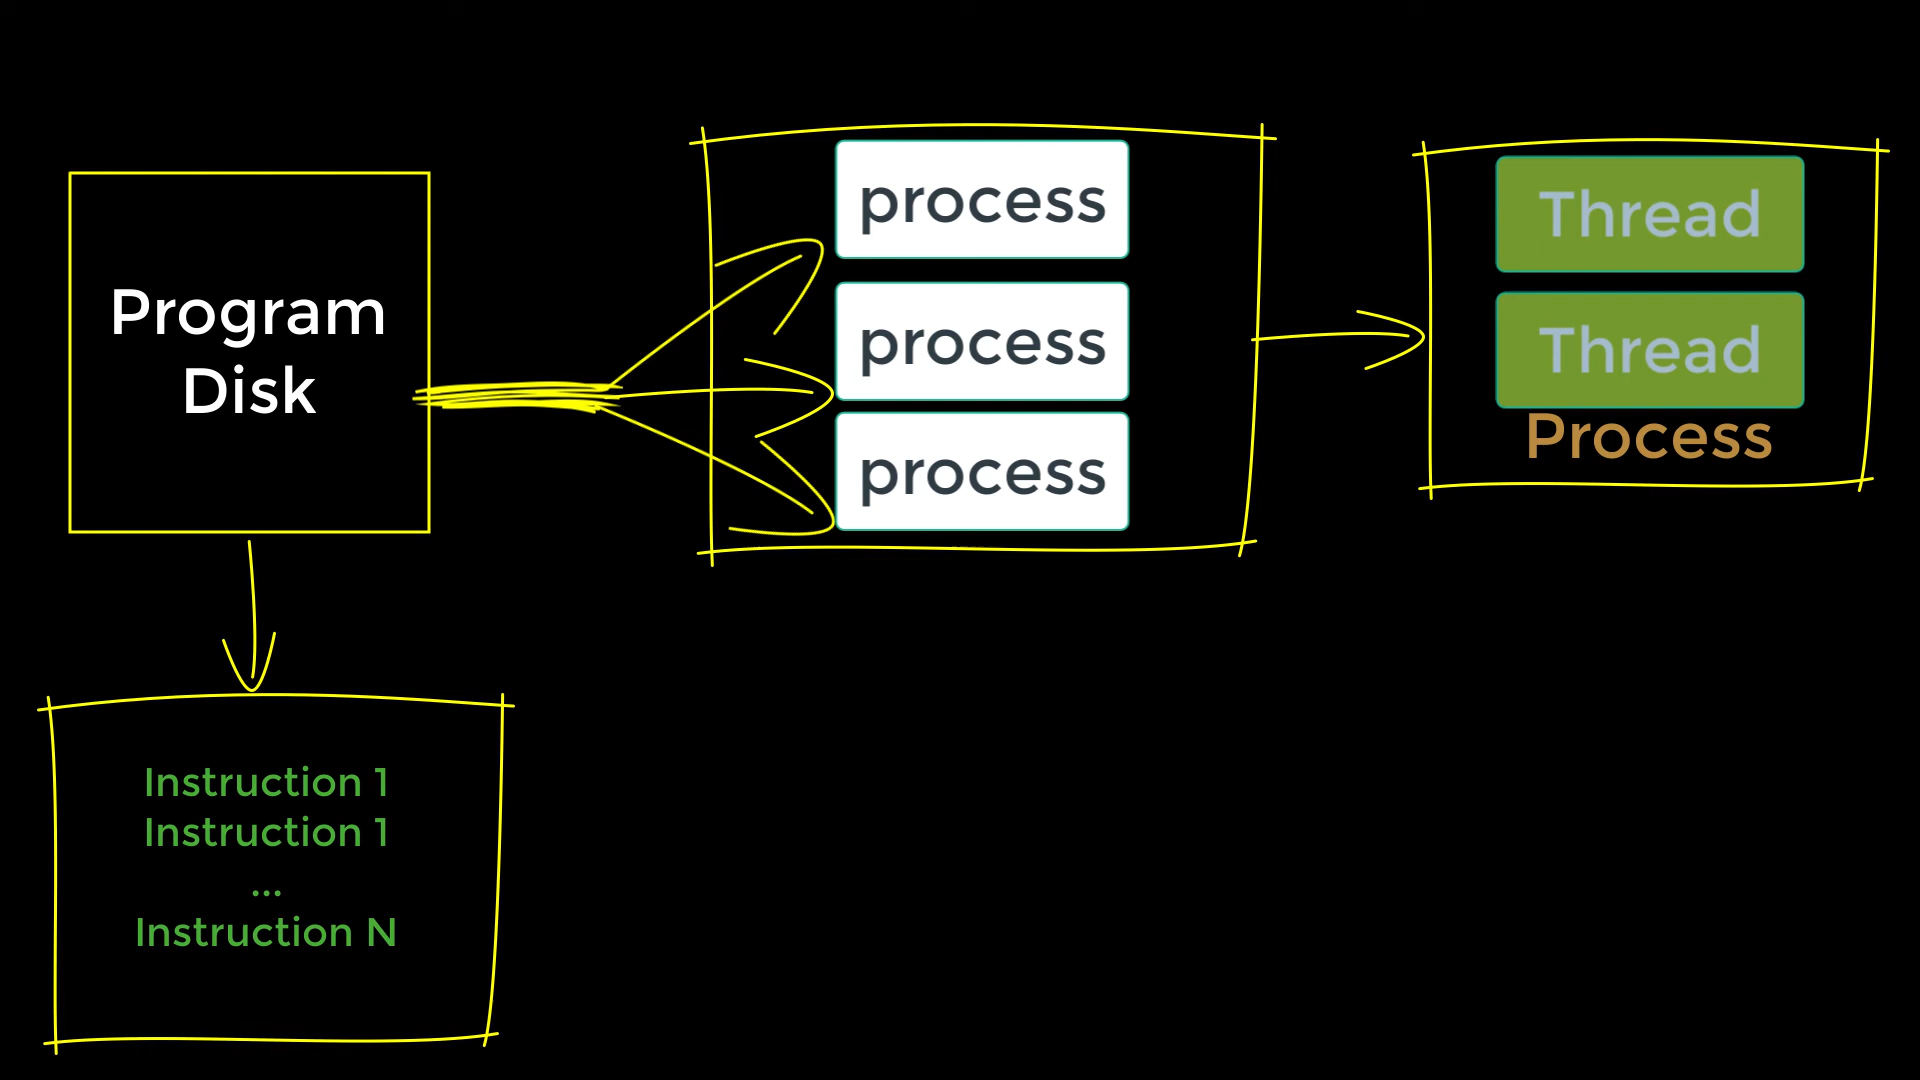 Program
Disk
process
process
process
Thread
Thread
Process
Instruction 1
Instruction 1
...
Instruction N